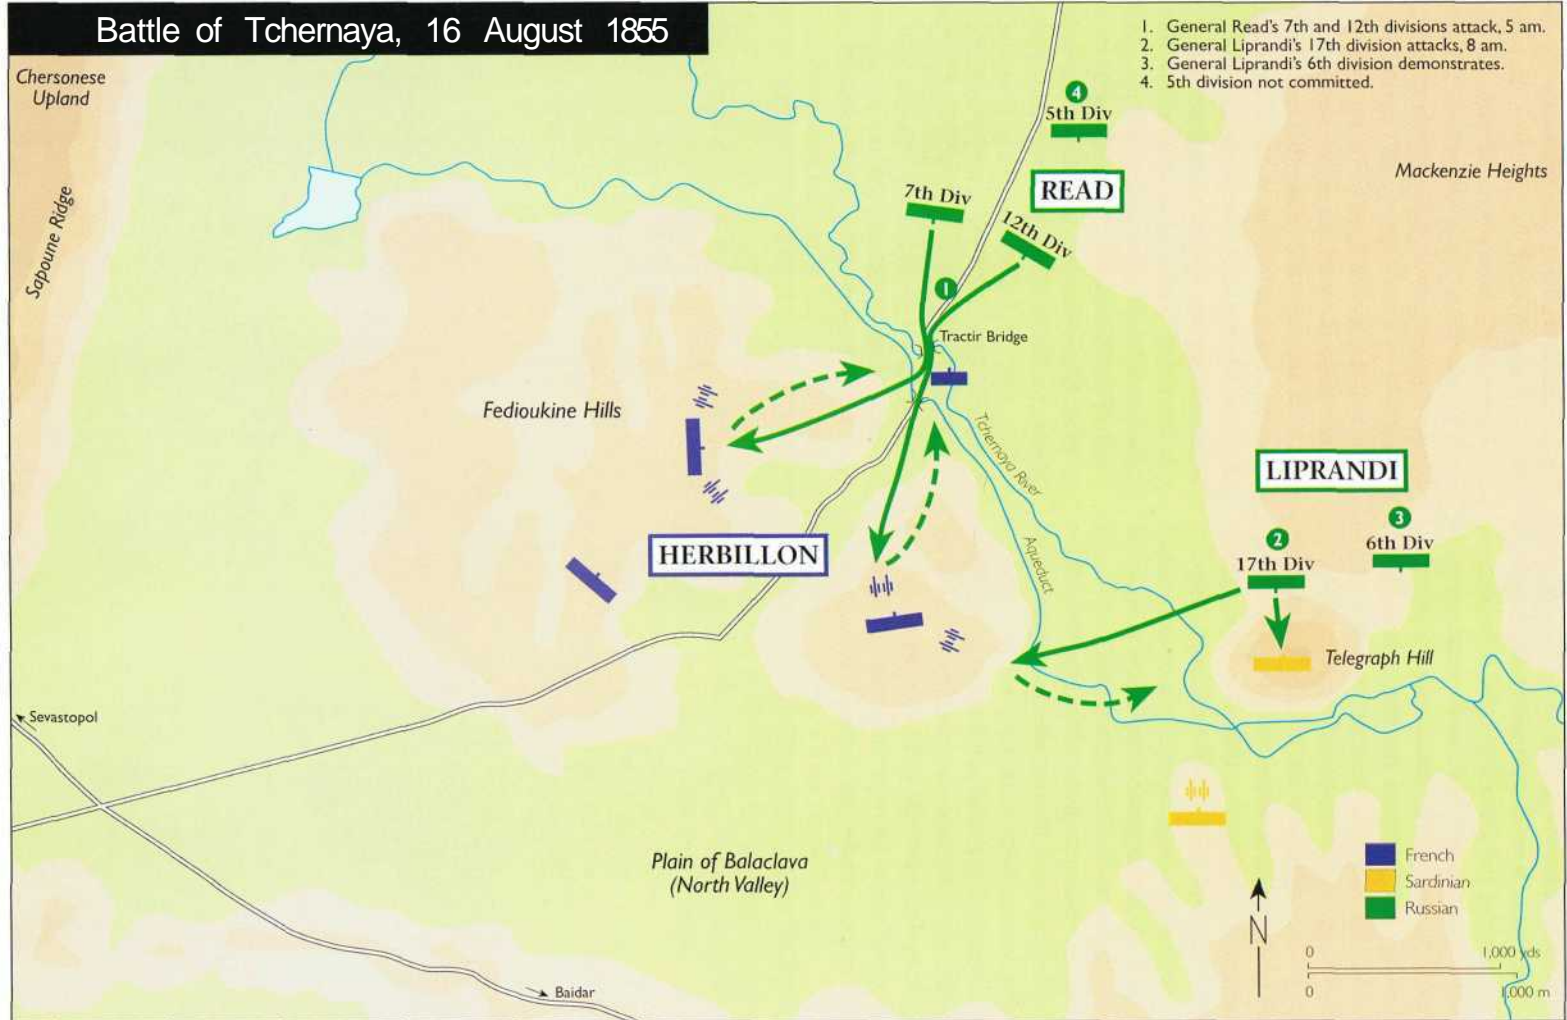 Battle of Tchernaya, 16 August 1855
1. General Read's 7th and 12th divisions attack, 5 am.
2. General Liprandi's 17th division attacks, 8 am.
3. General Liprandi's 6th division demonstrates.
4. 5th division not committed.
Chersonese
Upland
Sapoune Ridge
4
5th Div
READ
Mackenzie Heights
7th Div
12th Div
1
Tractir Bridge
Fedioukine Hills
Tchernaya River
LIPRANDI
HERBILLON
Aqueduct
2
17th Div
3
6th Div
Telegraph Hill
Sevastopol
Plain of Balaclava
(North Valley)
Baidar
French
Sardinian
Russian
N
0
1,000 yds
0
1,000 m